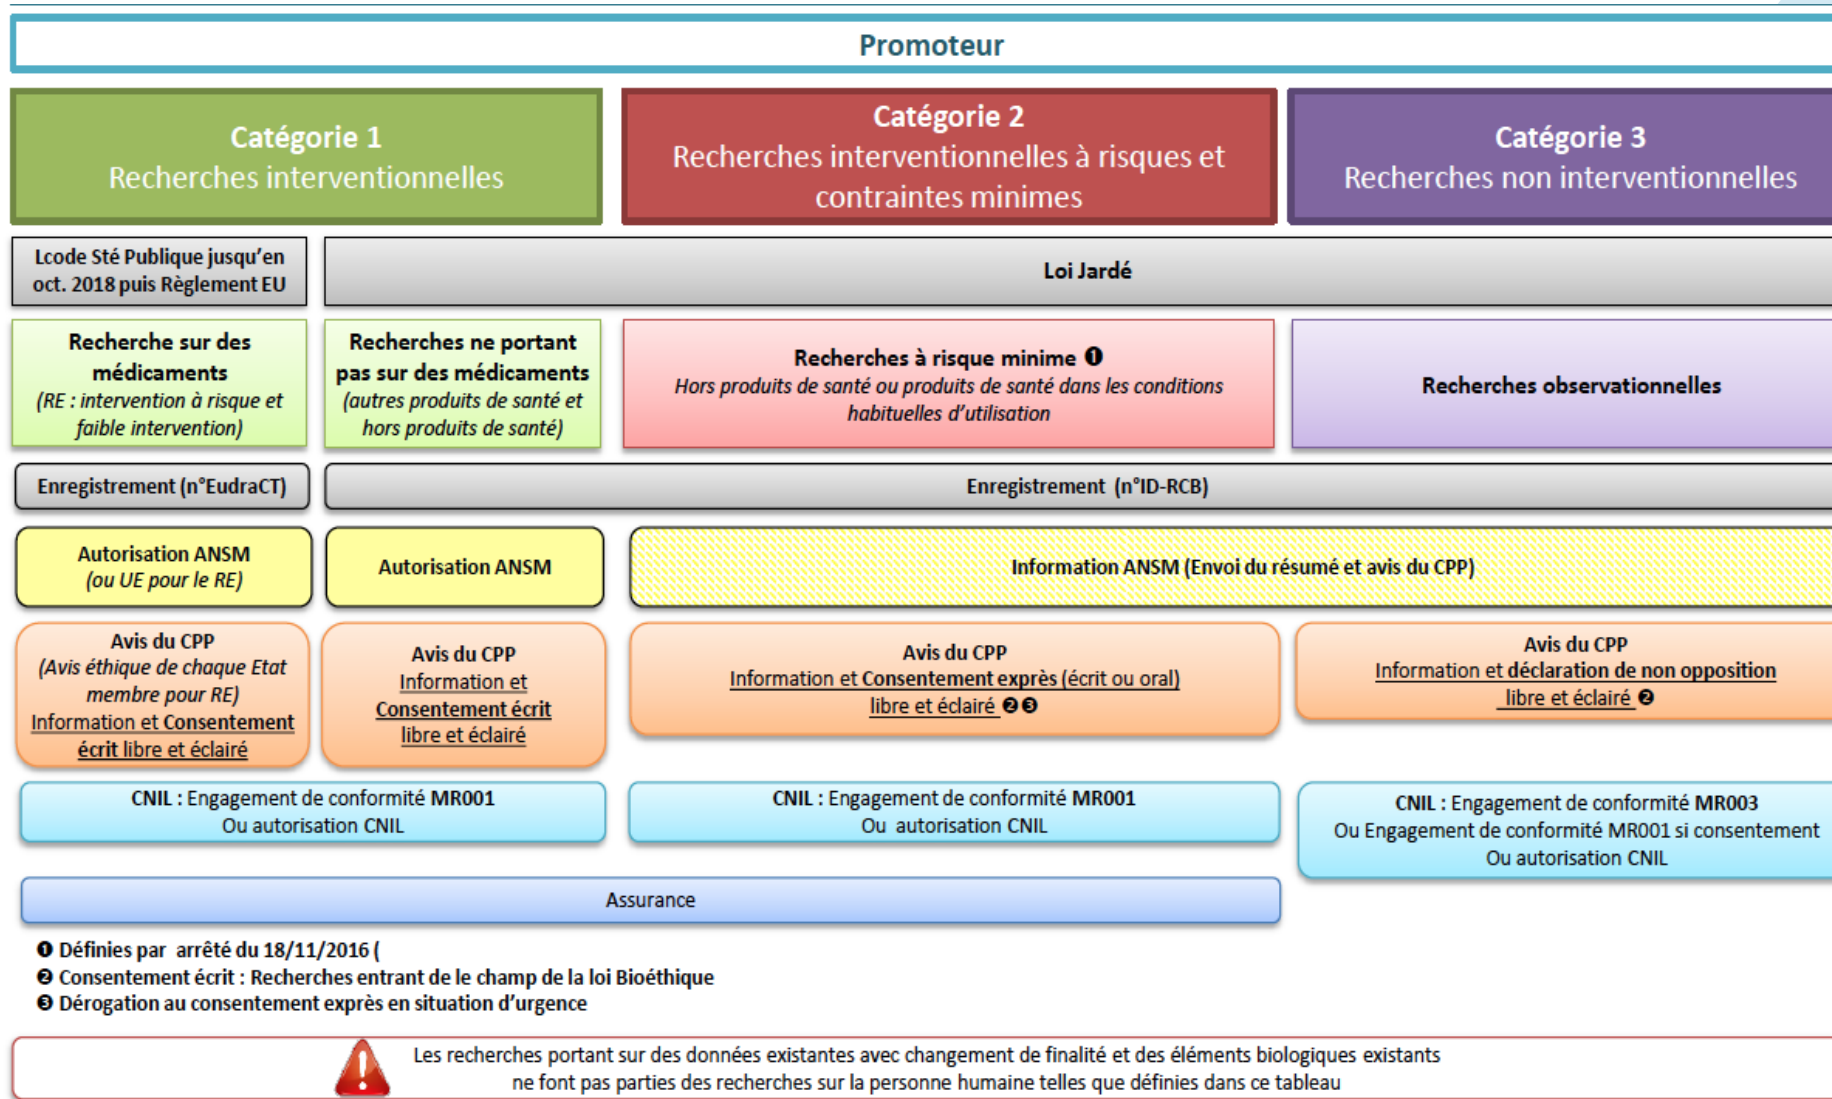 Promoteur
Catégorie 1
Recherches interventionnelles
Catégorie 2
Recherches interventionnelles à risques et
contraintes minimes
Catégorie 3
Recherches non interventionnelles
Lcode Sté Publique jusqu'en
oct. 2018 puis Règlement EU
Loi Jardé
Recherche sur des
médicaments
(RE : intervention à risque et
faible intervention)
Recherches ne portant
pas sur des médicaments
(autres produits de santé et
hors produits de santé)
Recherches à risque minime ❶
Hors produits de santé ou produits de santé dans les conditions
habituelles d'utilisation
Recherches observationnelles
Enregistrement (n°EudraCT)
Enregistrement (n°ID-RCB)
Autorisation ANSM
(ou UE pour le RE)
Autorisation ANSM
Information ANSM (Envoi du résumé et avis du CPP)
Avis du CPP
(Avis éthique de chaque Etat
membre pour RE)
Information et Consentement
écrit libre et éclairé
Avis du CPP
Information et
Consentement écrit
libre et éclairé
Avis du CPP
Information et Consentement exprès (écrit ou oral)
libre et éclairé ❷❸
Avis du CPP
Information et déclaration de non opposition
libre et éclairé ❷
CNIL : Engagement de conformité MR001
Ou autorisation CNIL
CNIL : Engagement de conformité MR001
Ou autorisation CNIL
CNIL : Engagement de conformité MR003
Ou Engagement de conformité MR001 si consentement
Ou autorisation CNIL
Assurance
❶ Définies par arrêté du 18/11/2016 (
❷ Consentement écrit : Recherches entrant de le champ de la loi Bioéthique
❸ Dérogation au consentement exprès en situation d'urgence
Les recherches portant sur des données existantes avec changement de finalité et des éléments biologiques existants
ne font pas parties des recherches sur la personne humaine telles que définies dans ce tableau